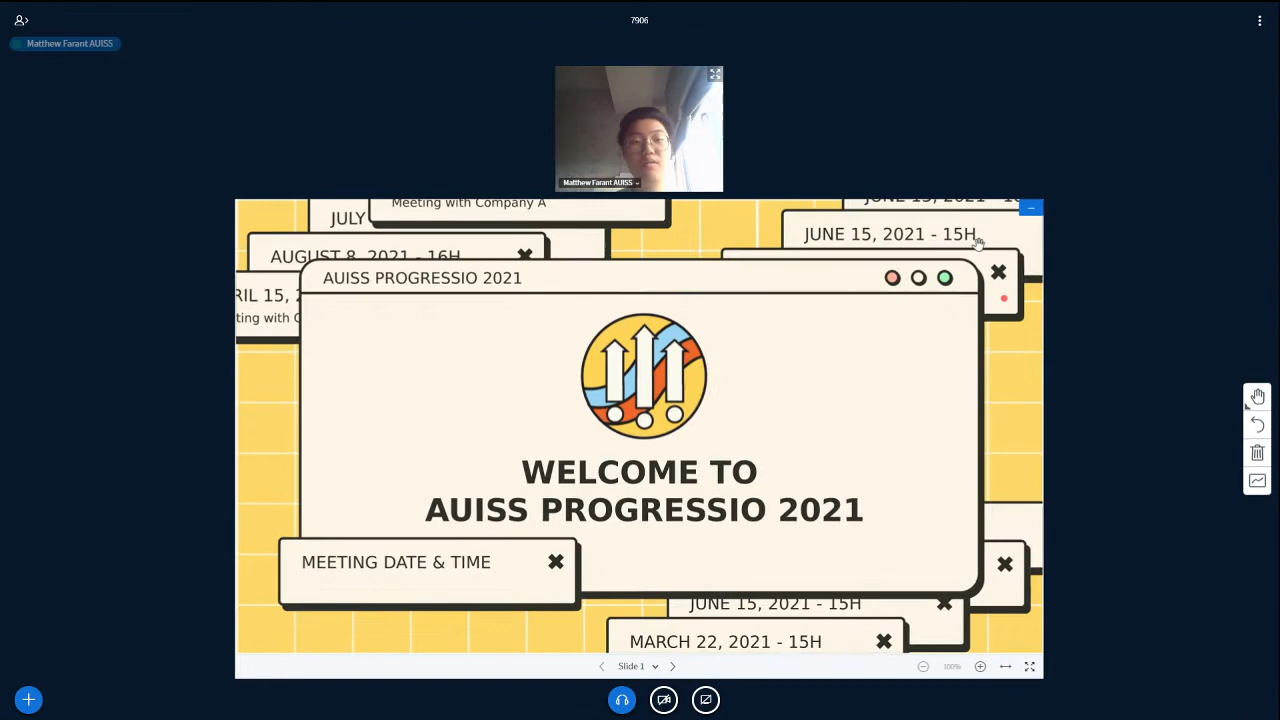 7906
Matthew Farant AUISS
Matthew Farant AUISS
Meeting with Company A
JULY
JUNE 15, 2021 - 15H
AUGUST 8, 2021 - 16H
RIL 15, 2
ting with C
AUISS PROGRESSIO 2021
WELCOME TO
AUISS PROGRESSIO 2021
MEETING DATE & TIME
JUNE 15, 2021 - 15H
MARCH 22, 2021 - 15H
Slide 1
100%